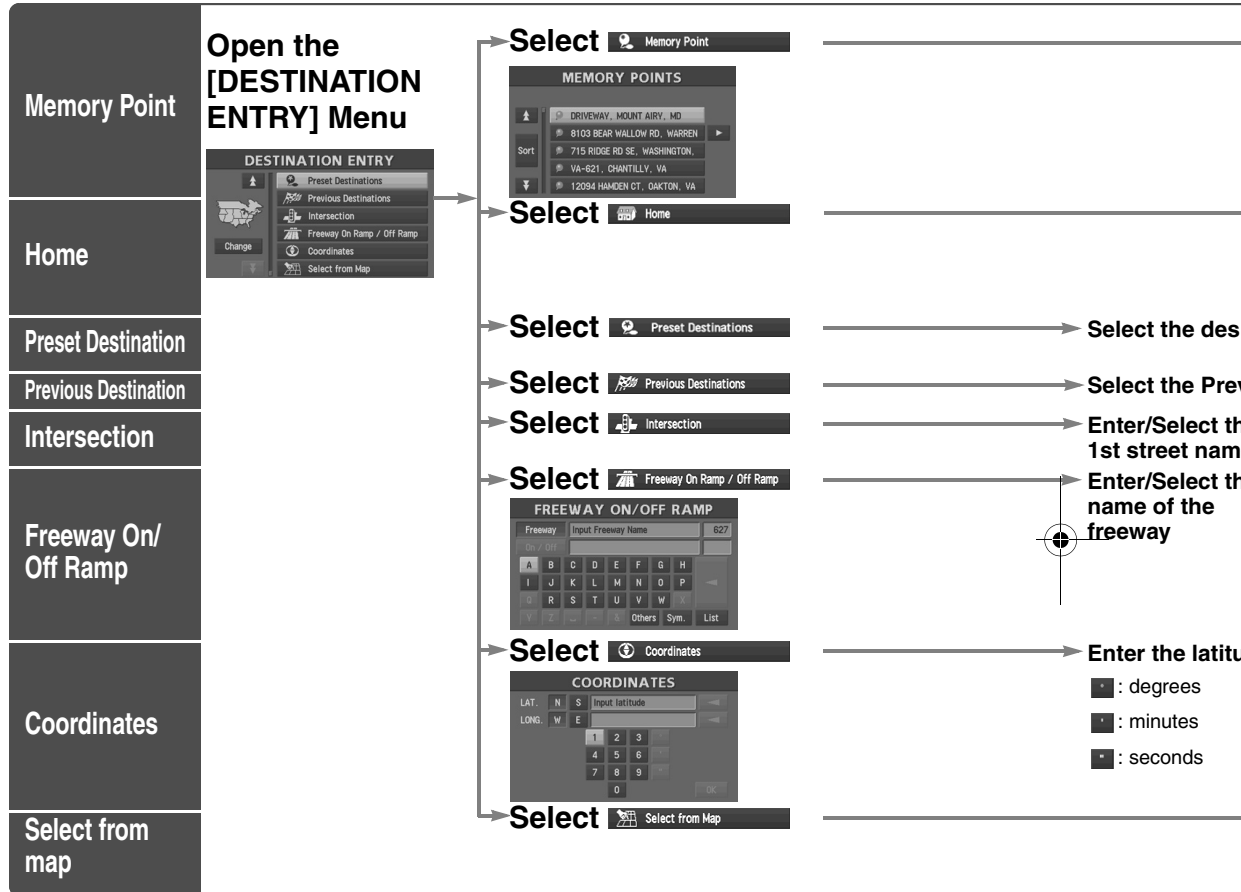 Memory Point
Home
Preset Destination
Previous Destination
Intersection
Freeway On/
Off Ramp
Coordinates
Select from
map
Open the
[DESTINATION
ENTRY] Menu
DESTINATION ENTRY
Preset Destinations
Previous Destinations
Intersection
Freeway On Ramp / Off Ramp
Change
Coordinates
Select from Map
Select Memory Point
MEMORY POINTS
DRIVEWAY, MOUNT AIRY, MD
8103 BEAR WALLOW RD, WARREN
Sort 715 RIDGE RD SE, WASHINGTON,
VA-621, CHANTILLY, VA
12094 HAMDEN CT, OAKTON, VA
Select Home
Select Preset Destinations
Select the des
Select Previous Destinations
Select the Prev
Select Intersection
Enter/Select th
1st street nam
Select Freeway On Ramp / Off Ramp
Enter/Select th
name of the
freeway
FREEWAY ON/OFF RAMP
Freeway Input Freeway Name 627
On / Off
A B C D E F G H
I J K L M N O P
Q R S T U V W X
Y Z - & Others Sym. List
Select Coordinates
Enter the latitu
° : degrees
' : minutes
" : seconds
COORDINATES
LAT. N S Input latitude
LONG. W E
1 2 3 °
4 5 6 '
7 8 9 "
0 OK
Select Select from Map